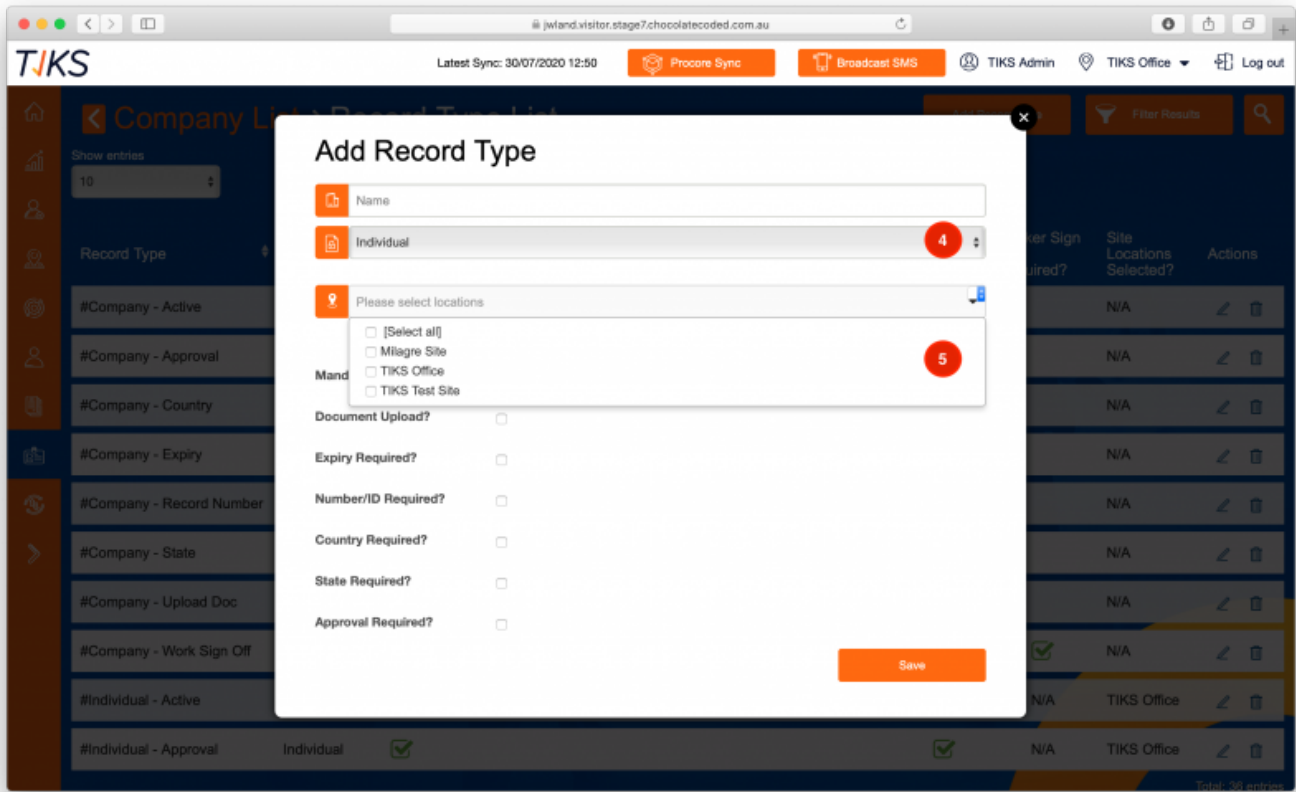 jwland.visitor.stage7.chocolatecoded.com.au
TIKS
Latest Sync: 30/07/2020 12:50
Procore Sync
Broadcast SMS
TIKS Admin
TIKS Office
Log out
Company Li
Record Type List
Filter Results
Show entries
10
Add Record Type
Name
Individual
4
Please select locations
[Select all]
Milagre Site
TIKS Office
TIKS Test Site
5
Mand
Document Upload?
Expiry Required?
Number/ID Required?
Country Required?
State Required?
Approval Required?
Save
Record Type
ker Sign
uired?
Site
Locations
Selected?
Actions
#Company - Active
N/A
#Company - Approval
N/A
#Company - Country
N/A
#Company - Expiry
N/A
#Company - Record Number
N/A
#Company - State
N/A
#Company - Upload Doc
N/A
#Company - Work Sign Off
N/A
#Individual - Active
N/A
TIKS Office
#Individual - Approval
Individual
N/A
TIKS Office
Total: 36 entries